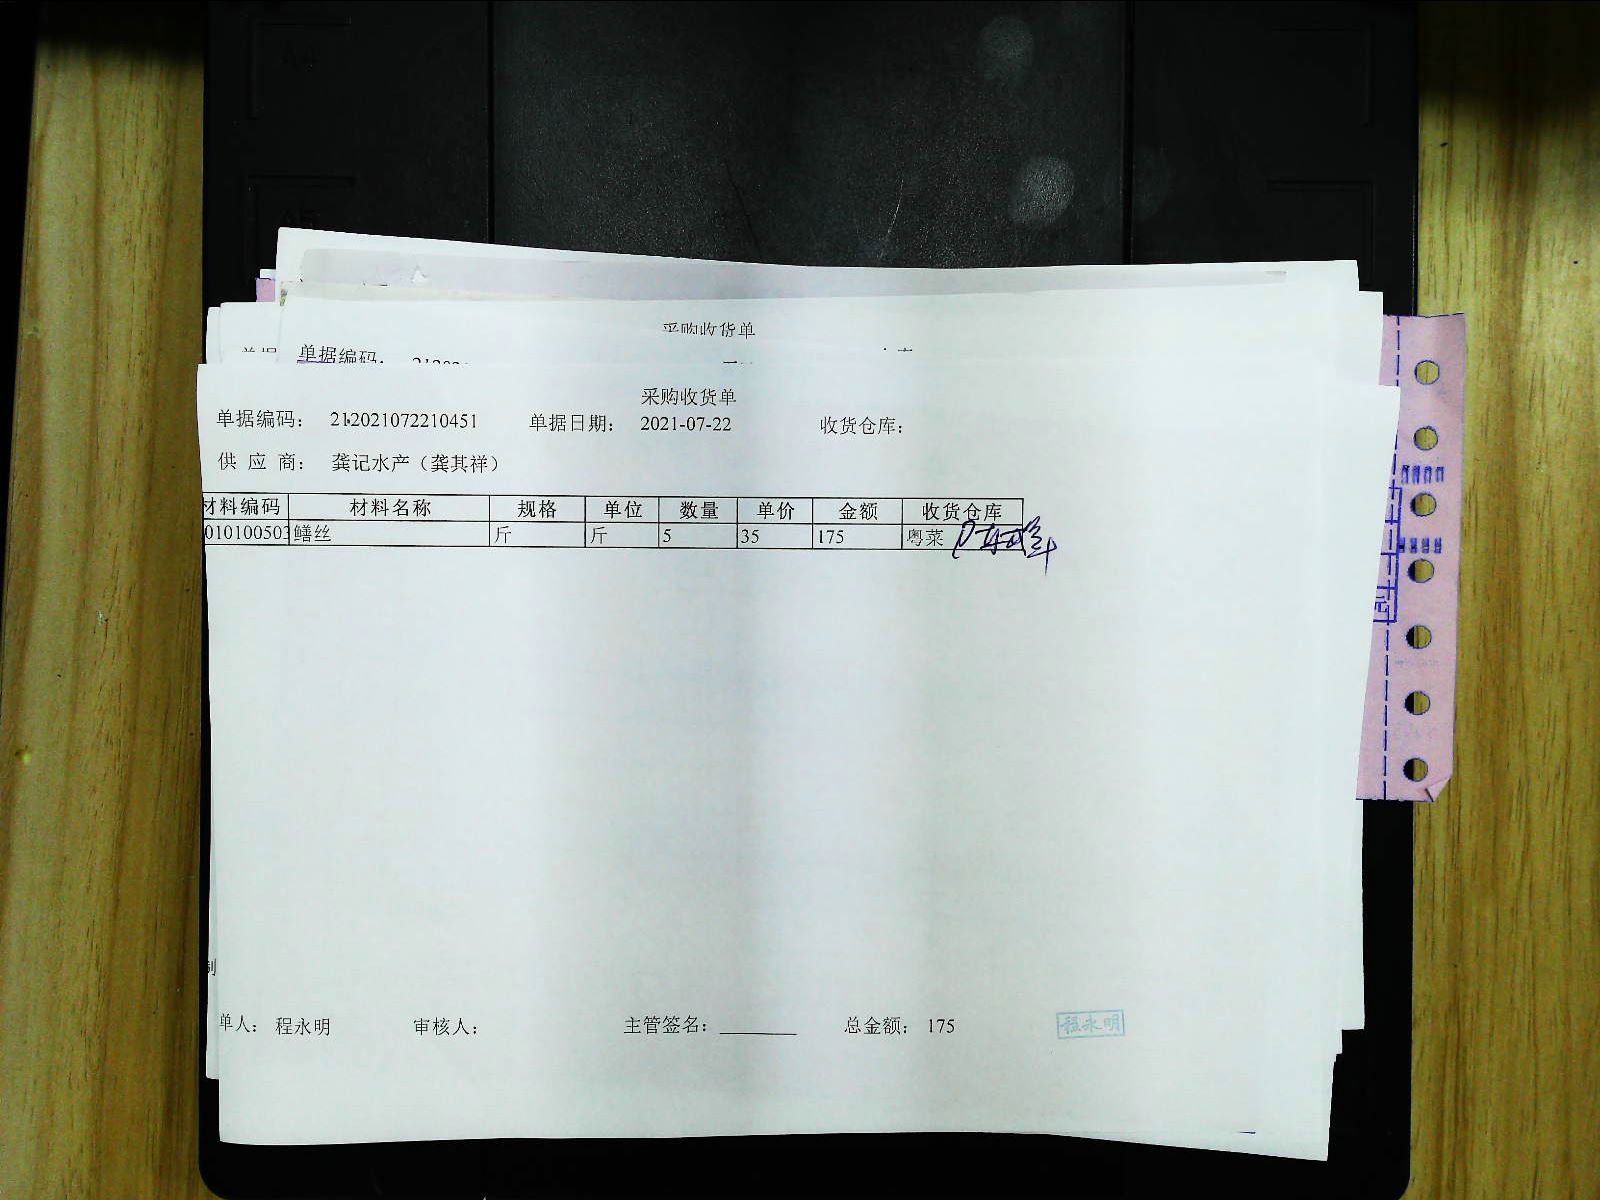 采购收货单
单据编码：
采购收货单
单据编码： 212021072210451 单据日期： 2021-07-22 收货仓库：
供 应 商： 龚记水产（龚其祥）
材料编码 材料名称 规格 单位 数量 单价 金额 收货仓库
010100503 鳝丝 斤 斤 5 35 175 粤菜
制
单人： 程永明 审核人： 主管签名： 总金额： 175
程永明